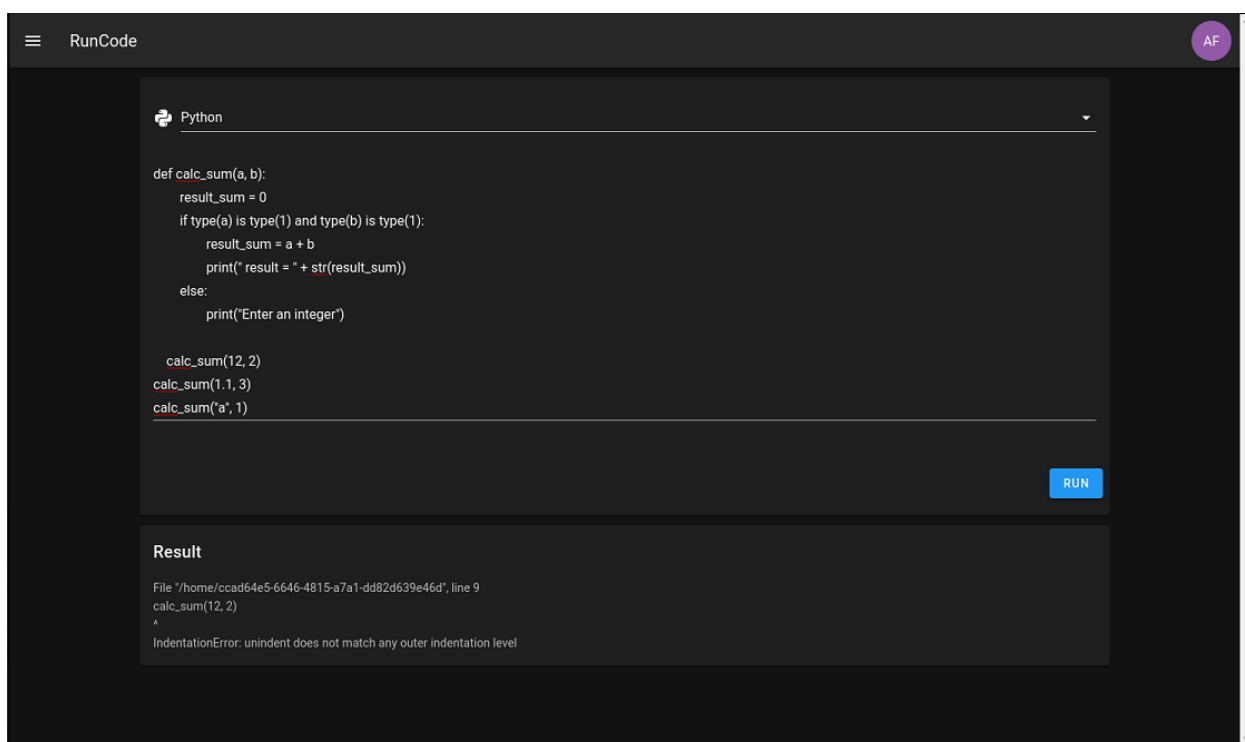 RunCode
AF
Python
def calc_sum(a, b):
result_sum = 0
if type(a) is type(1) and type(b) is type(1):
result_sum = a + b
print(" result = " + str(result_sum))
else:
print("Enter an integer")
calc_sum(12, 2)
calc_sum(1.1, 3)
calc_sum("a", 1)
RUN
Result
File "/home/ccad64e5-6646-4815-a7a1-dd82d639e46d", line 9
calc_sum(12, 2)
^
IndentationError: unindent does not match any outer indentation level